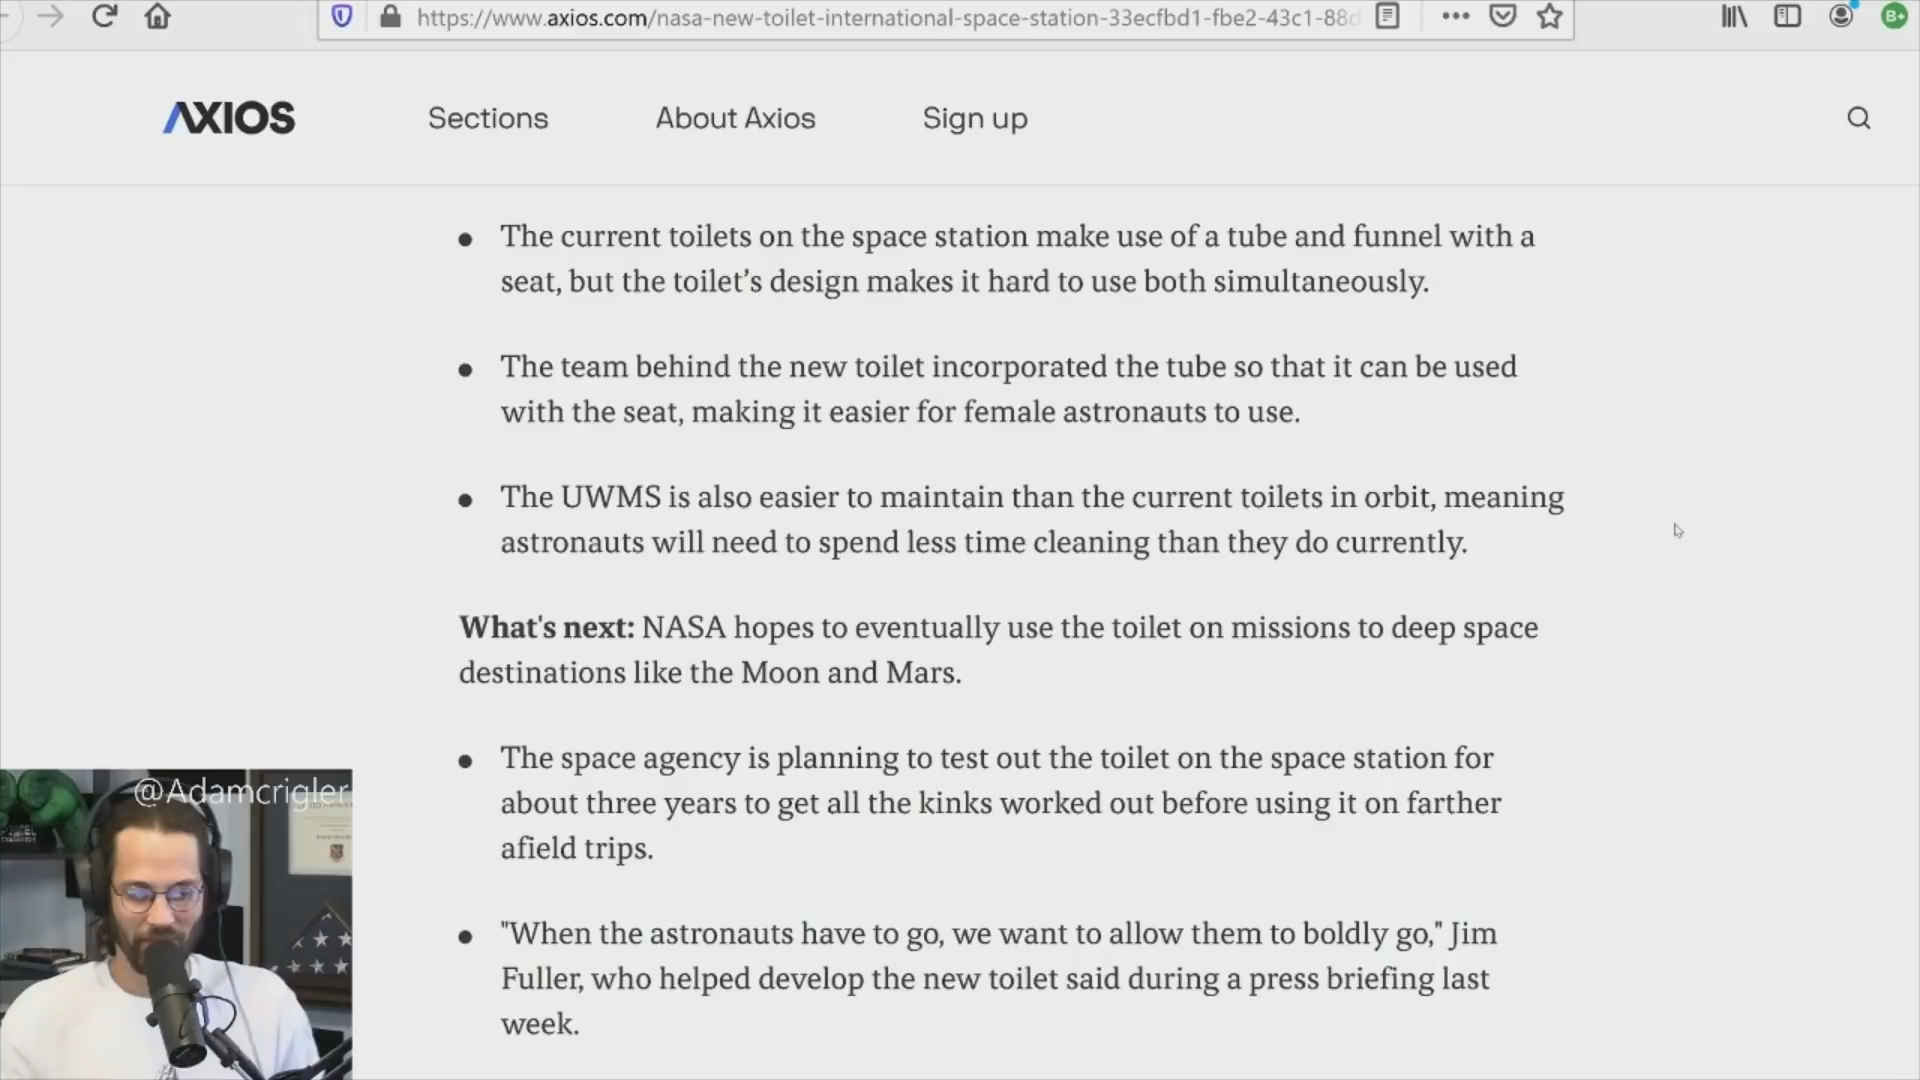 https://www.axios.com/nasa-new-toilet-international-space-station-33ecfbd1-fbe2-43c1-88d
B+
AXIOS
Sections
About Axios
Sign up
• The current toilets on the space station make use of a tube and funnel with a
seat, but the toilet’s design makes it hard to use both simultaneously.
• The team behind the new toilet incorporated the tube so that it can be used
with the seat, making it easier for female astronauts to use.
• The UWMS is also easier to maintain than the current toilets in orbit, meaning
astronauts will need to spend less time cleaning than they do currently.
What's next: NASA hopes to eventually use the toilet on missions to deep space
destinations like the Moon and Mars.
• The space agency is planning to test out the toilet on the space station for
about three years to get all the kinks worked out before using it on farther
afield trips.
• "When the astronauts have to go, we want to allow them to boldly go," Jim
Fuller, who helped develop the new toilet said during a press briefing last
week.
@Adamcrigler